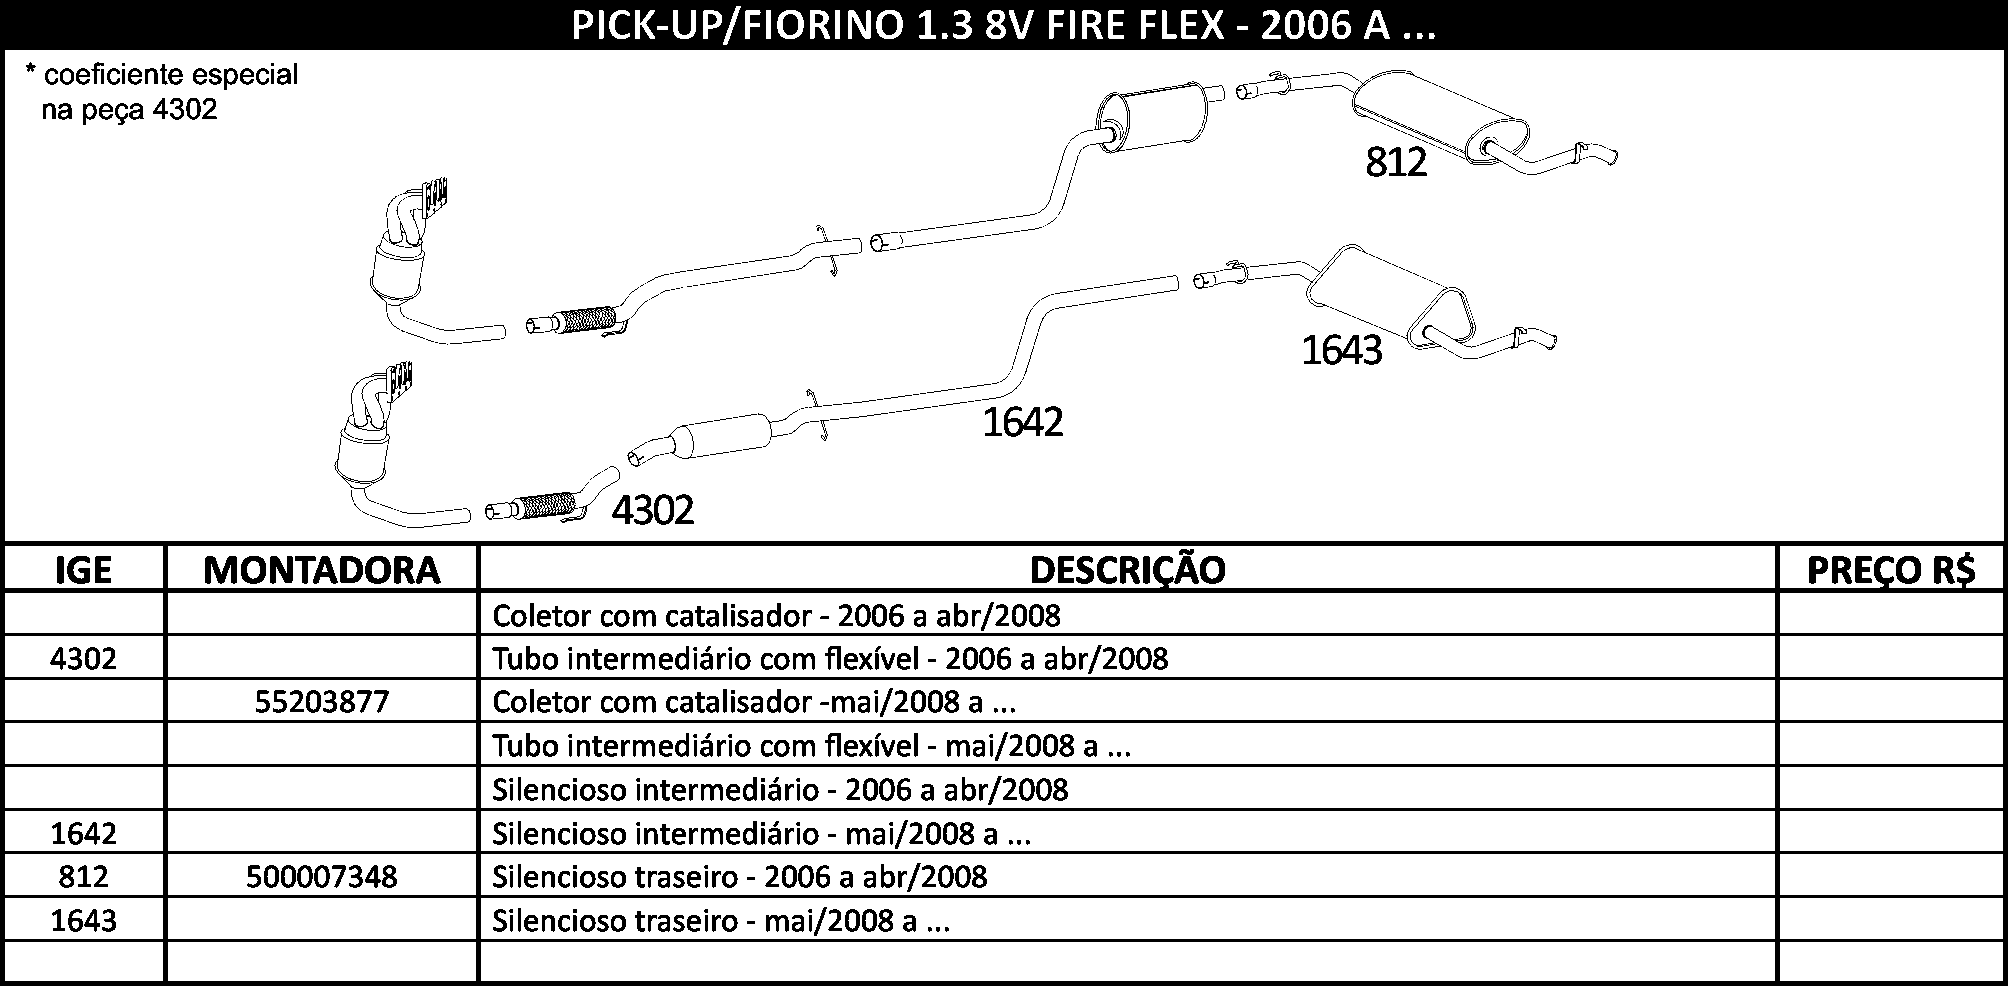 PICK-UP/FIORINO 1.3 8V FIRE FLEX - 2006 A ...
* coeficiente especial
na peça 4302
812
1643
1642
4302
IGE MONTADORA DESCRIÇÃO PREÇO R$
Coletor com catalisador - 2006 a abr/2008
4302 Tubo intermediário com flexível - 2006 a abr/2008
55203877 Coletor com catalisador -mai/2008 a ...
Tubo intermediário com flexível - mai/2008 a ...
Silencioso intermediário - 2006 a abr/2008
1642 Silencioso intermediário - mai/2008 a ...
812 500007348 Silencioso traseiro - 2006 a abr/2008
1643 Silencioso traseiro - mai/2008 a ...